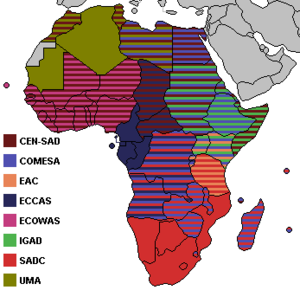 CEN-SAD
COMESA
EAC
ECCAS
ECOWAS
IGAD
SADC
UMA